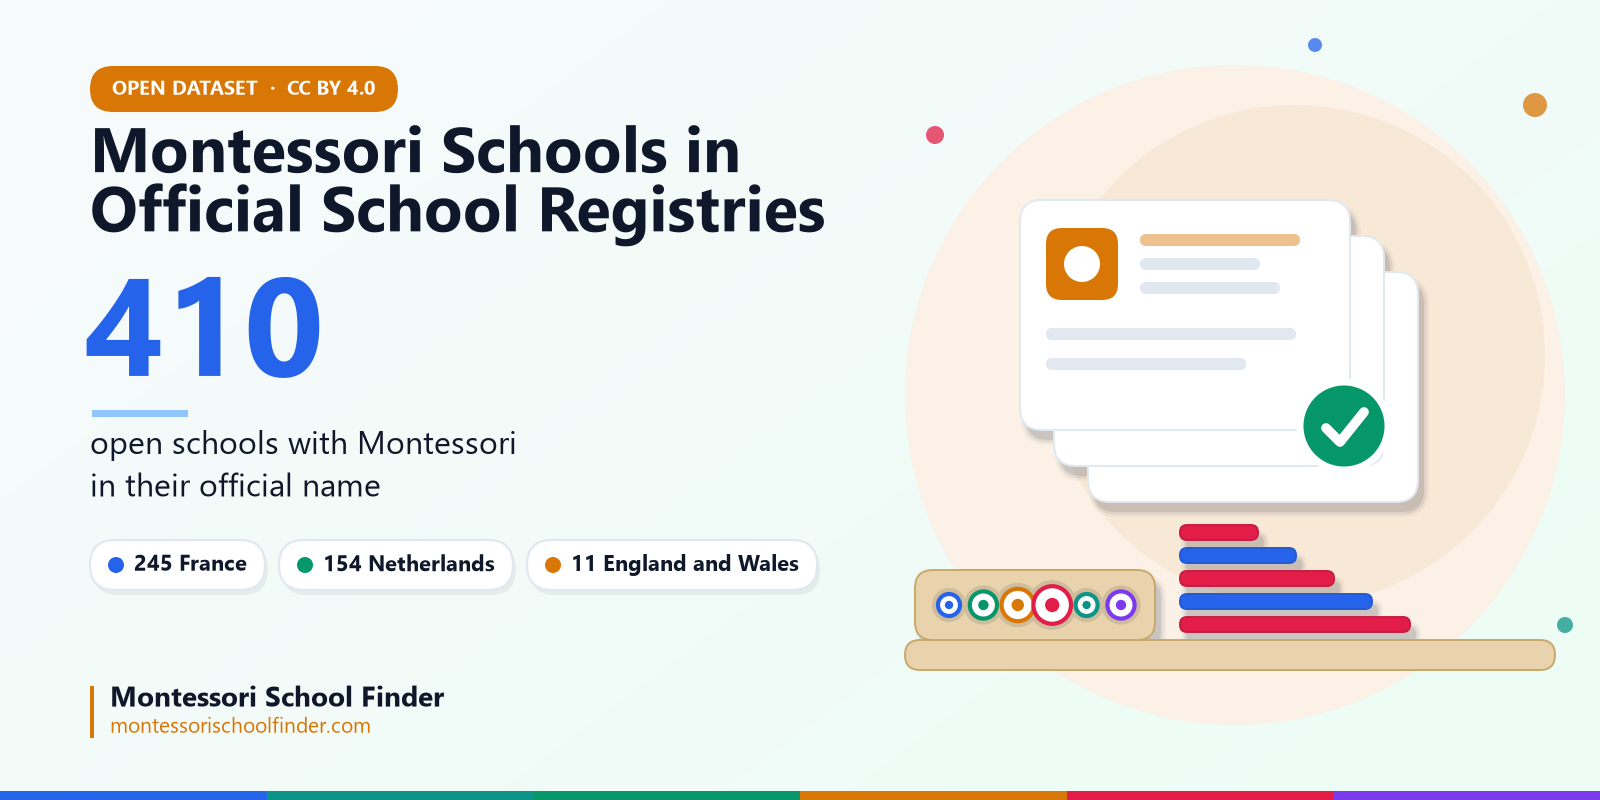 OPEN DATASET · CC BY 4.0
Montessori Schools in
Official School Registries
410
open schools with Montessori
in their official name
245 France
154 Netherlands
11 England and Wales
Montessori School Finder
montessorischoolfinder.com